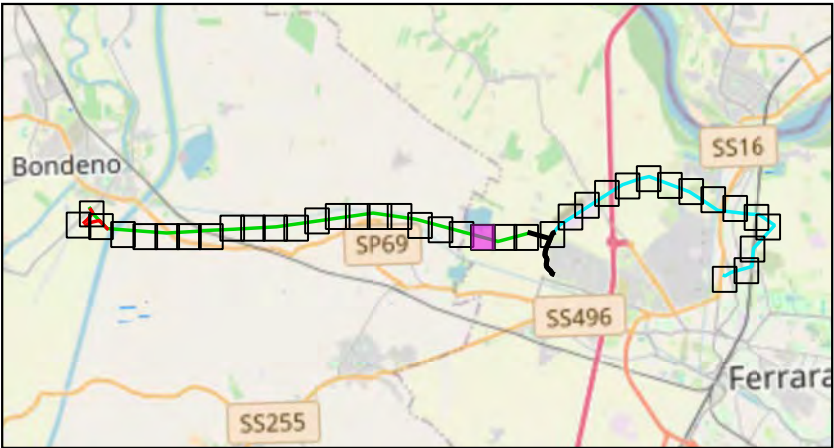 SS16
Bondeno
SP69
SS496
Ferrara
SS255